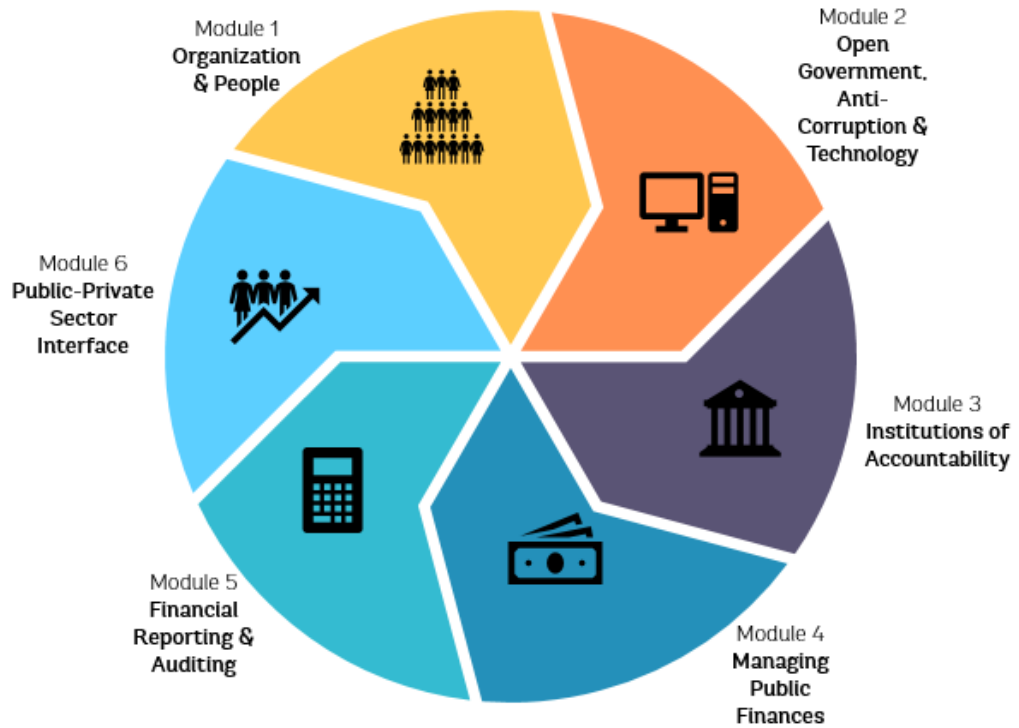 Module 1
Organization
& People
Module 2
Open
Government,
Anti-
Corruption &
Technology
Module 3
Institutions of
Accountability
Module 4
Managing
Public
Finances
Module 5
Financial
Reporting &
Auditing
Module 6
Public-Private
Sector
Interface